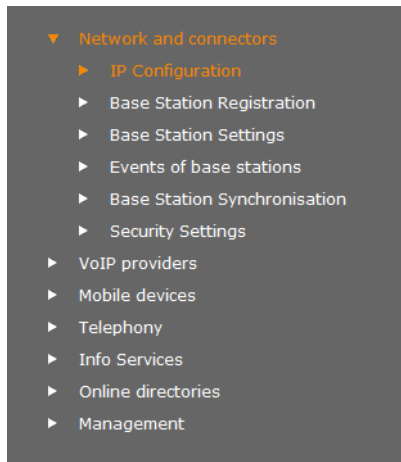 Network and connectors
IP Configuration
Base Station Registration
Base Station Settings
Events of base stations
Base Station Synchronisation
Security Settings
VoIP providers
Mobile devices
Telephony
Info Services
Online directories
Management